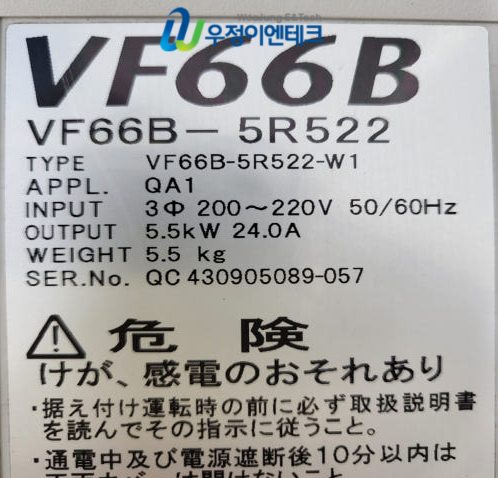 Woojung E&Tech
우정이엔테크
VF66B
VF66B-5R522
TYPE VF66B-5R522-W1
APPL. QA1
INPUT 3Φ 200～220V 50/60Hz
OUTPUT 5.5kW 24.0A
WEIGHT 5.5 kg
SER.No. QC 430905089-057
危 険
けが、感電のおそれあり
・据え付け運転時の前に必ず取扱説明書
を読んでその指示に従うこと。
・通電中及び電源遮断後10分以内は